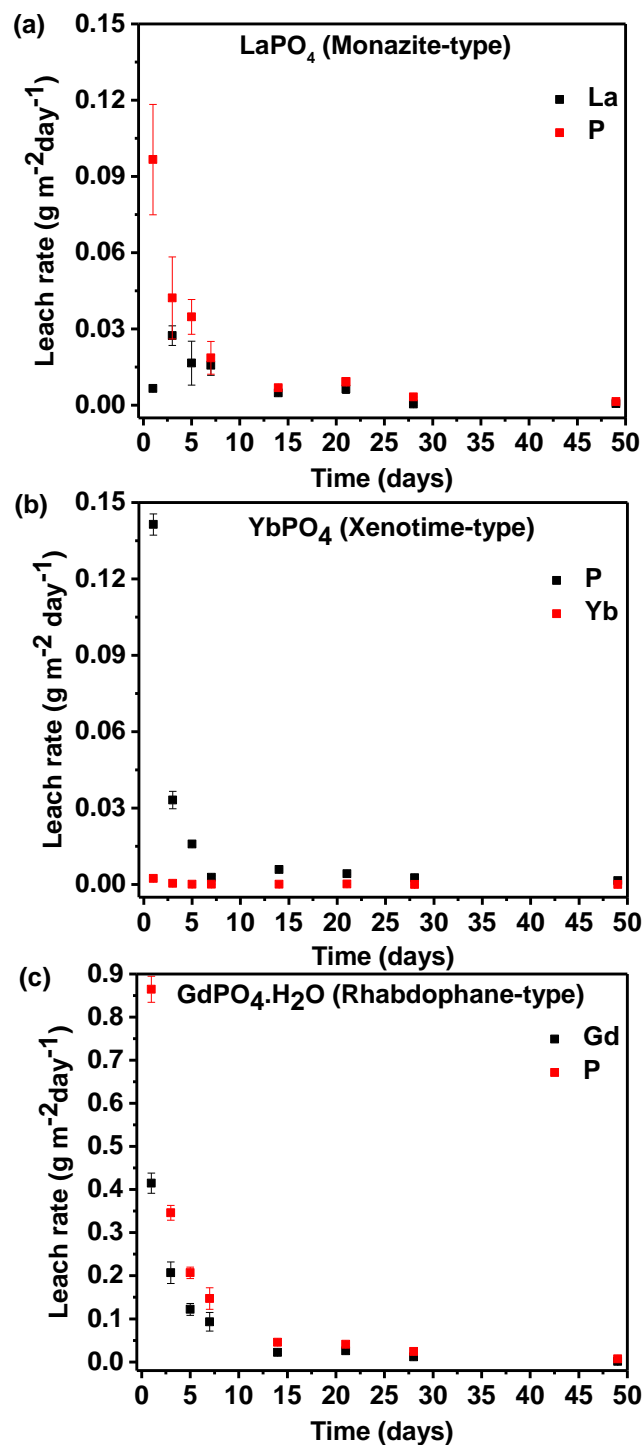 (a)
LaPO4 (Monazite-type)
La
P
Leach rate (g m-2day-1)
0.15
0.12
0.09
0.06
0.03
0.00
0 5 10 15 20 25 30 35 40 45 50
Time (days)
(b)
YbPO4 (Xenotime-type)
P
Yb
Leach rate (g m-2 day-1)
0.15
0.12
0.09
0.06
0.03
0.00
0 5 10 15 20 25 30 35 40 45 50
Time (days)
(c)
GdPO4.H2O (Rhabdophane-type)
Gd
P
Leach rate (g m-2day-1)
0.9
0.8
0.7
0.6
0.5
0.4
0.3
0.2
0.1
0.0
0 5 10 15 20 25 30 35 40 45 50
Time (days)